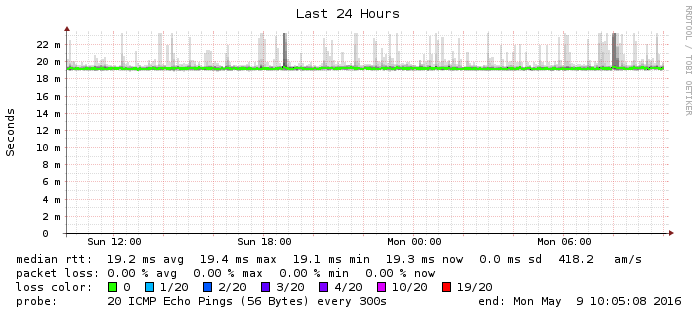 Last 24 Hours
RRDTOOL / TOBI OETIKER
Seconds
22 m
20 m
18 m
16 m
14 m
12 m
10 m
8 m
6 m
4 m
2 m
0
Sun 12:00 Sun 18:00 Mon 00:00 Mon 06:00
median rtt: 19.2 ms avg 19.4 ms max 19.1 ms min 19.3 ms now 0.0 ms sd 418.2 am/s
packet loss: 0.00 % avg 0.00 % max 0.00 % min 0.00 % now
loss color: 0 1/20 2/20 3/20 4/20 10/20 19/20
probe: 20 ICMP Echo Pings (56 Bytes) every 300s end: Mon May 9 10:05:08 2016